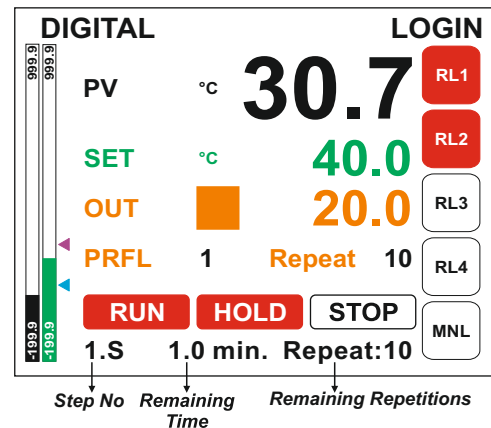 DIGITAL LOGIN
999.9 999.9
PV °C 30.7 RL1
SET °C 40.0 RL2
OUT 20.0 RL3
PRFL 1 Repeat 10 RL4
-199.9 -199.9
RUN HOLD STOP MNL
1.S 1.0 min. Repeat:10
Step No Remaining Time Remaining Repetitions